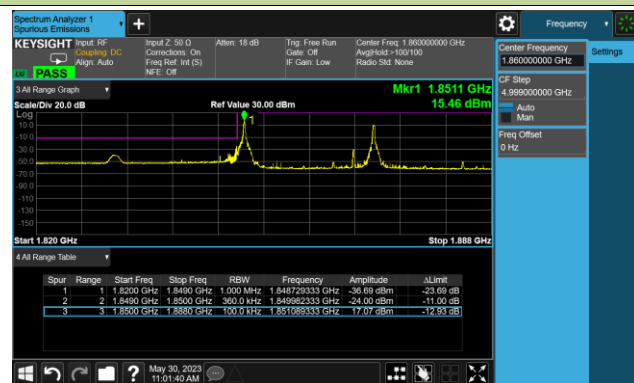 Spectrum Analyzer 1
Spurious Emissions
Frequency
KEYSIGHT
Input: RF
Coupling: DC
Align: Auto
Input Z: 50 Ω
Corrections: On
Freq Ref: Int (S)
NFE: Off
Atten: 18 dB
Trig: Free Run
Gate: Off
IF Gain: Low
Center Freq: 1.860000000 GHz
Avg|Hold:>100/100
Radio Std: None
PASS
Center Frequency
1.860000000 GHz
Settings
CF Step
4.999000000 GHz
Auto
Man
Freq Offset
0 Hz
3 All Range Graph
Mkr1 1.8511 GHz
Scale/Div 20.0 dB
Ref Value 30.00 dBm
15.46 dBm
Log
10.0
-10.0
-30.0
-50.0
-70.0
-90.0
-110
-130
-150
1
Start 1.820 GHz
Stop 1.888 GHz
4 All Range Table
Spur Range Start Freq Stop Freq RBW Frequency Amplitude ΔLimit
1 1 1.8200 GHz 1.8490 GHz 1.000 MHz 1.848729333 GHz -36.69 dBm -23.69 dB
2 2 1.8490 GHz 1.8500 GHz 360.0 kHz 1.849982333 GHz -24.00 dBm -11.00 dB
3 3 1.8500 GHz 1.8880 GHz 100.0 kHz 1.851089333 GHz 17.07 dBm -12.93 dB
?
May 30, 2023
11:01:40 AM